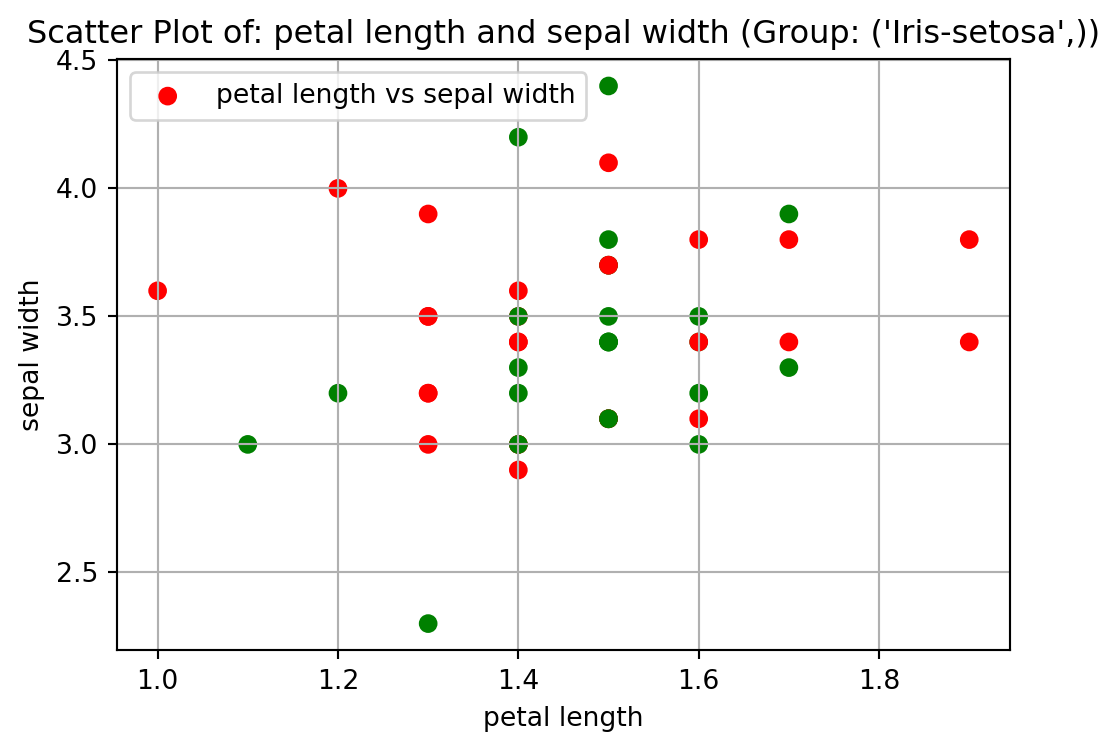 Scatter Plot of: petal length and sepal width (Group: ('Iris-setosa',))
petal length vs sepal width
4.5
4.0
3.5
3.0
2.5
sepal width
1.0 1.2 1.4 1.6 1.8
petal length